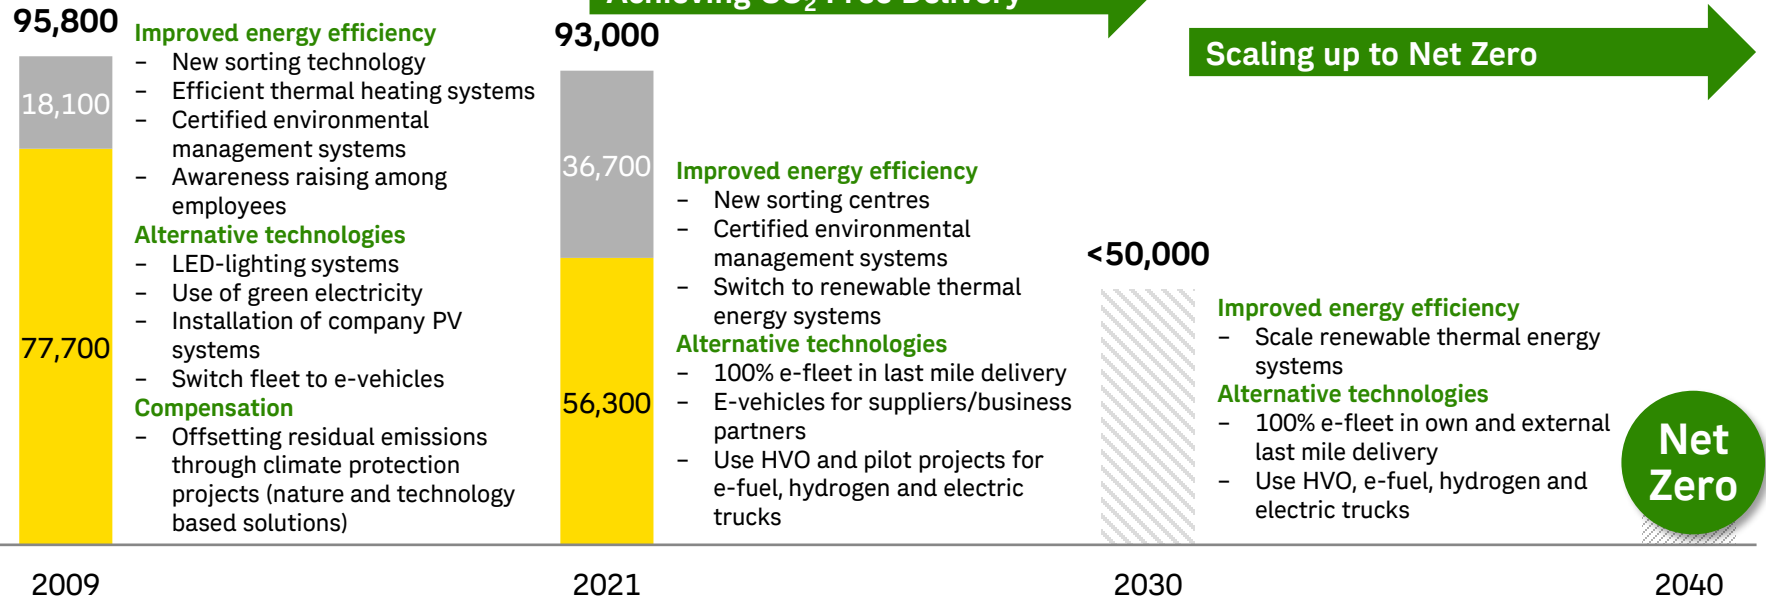 Achieving CO₂ Free Delivery
Scaling up to Net Zero
95,800
18,100
77,700
2009
Improved energy efficiency
– New sorting technology
– Efficient thermal heating systems
– Certified environmental
management systems
– Awareness raising among
employees
Alternative technologies
– LED-lighting systems
– Use of green electricity
– Installation of company PV
systems
– Switch fleet to e-vehicles
Compensation
– Offsetting residual emissions
through climate protection
projects (nature and technology
based solutions)
93,000
36,700
56,300
2021
Improved energy efficiency
– New sorting centres
– Certified environmental
management systems
– Switch to renewable thermal
energy systems
Alternative technologies
– 100% e-fleet in last mile delivery
– E-vehicles for suppliers/business
partners
– Use HVO and pilot projects for
e-fuel, hydrogen and electric
trucks
<50,000
2030
Improved energy efficiency
– Scale renewable thermal energy
systems
Alternative technologies
– 100% e-fleet in own and external
last mile delivery
– Use HVO, e-fuel, hydrogen and
electric trucks
Net
Zero
2040